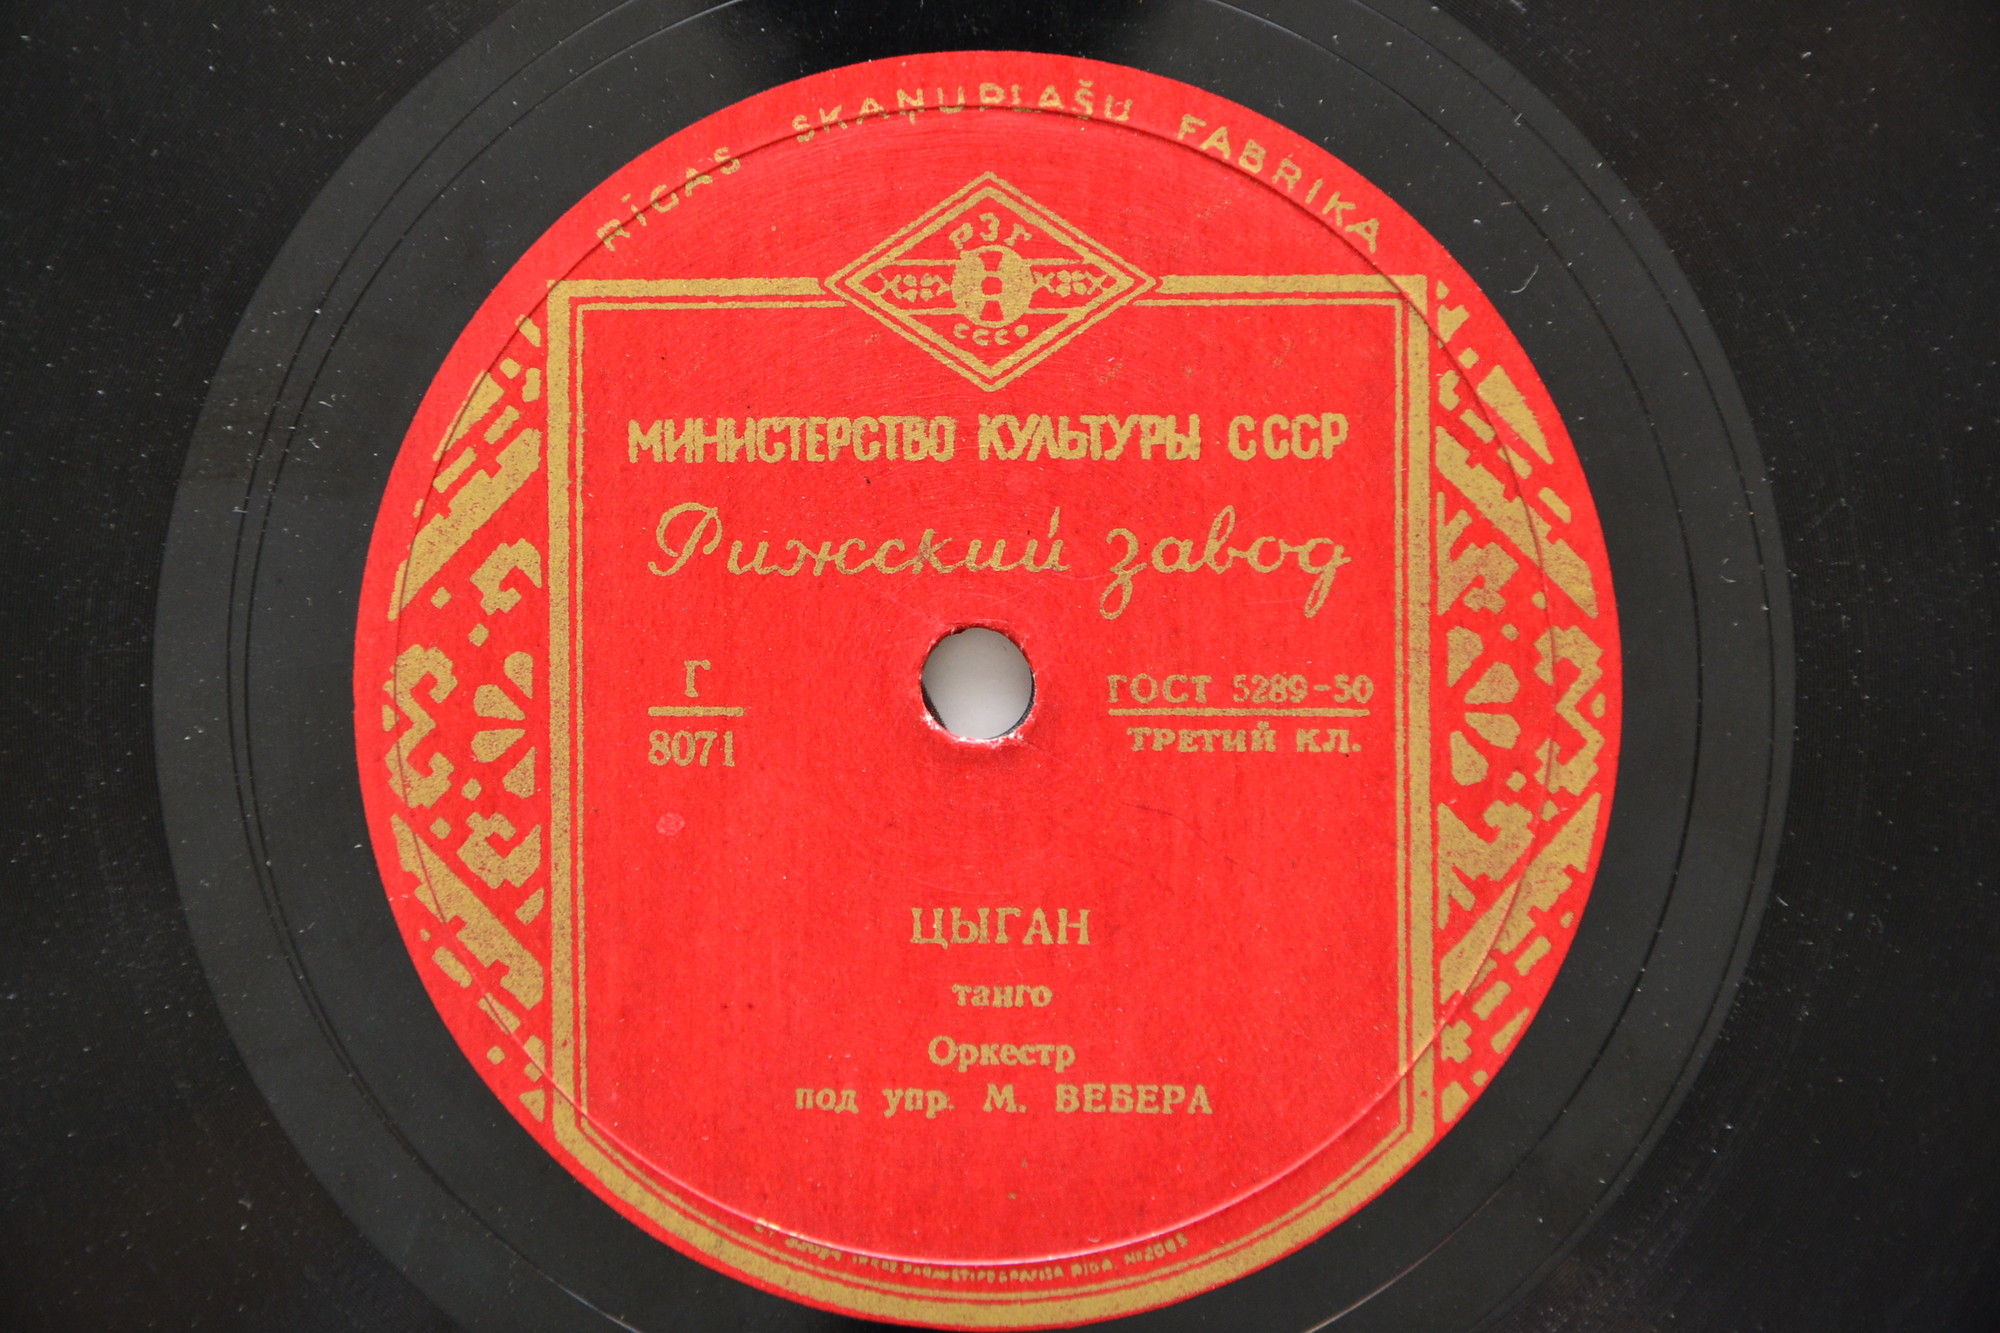 RĪGAS SKAŅUPLAŠU FABRIKA
РЗГ
СССР
МИНИСТЕРСТВО КУЛЬТУРЫ СССР
Рижский завод
Г
8071
ГОСТ 5289-50
ТРЕТИЙ КЛ.
ЦЫГАН
танго
Оркестр
под упр. М. ВЕБЕРА